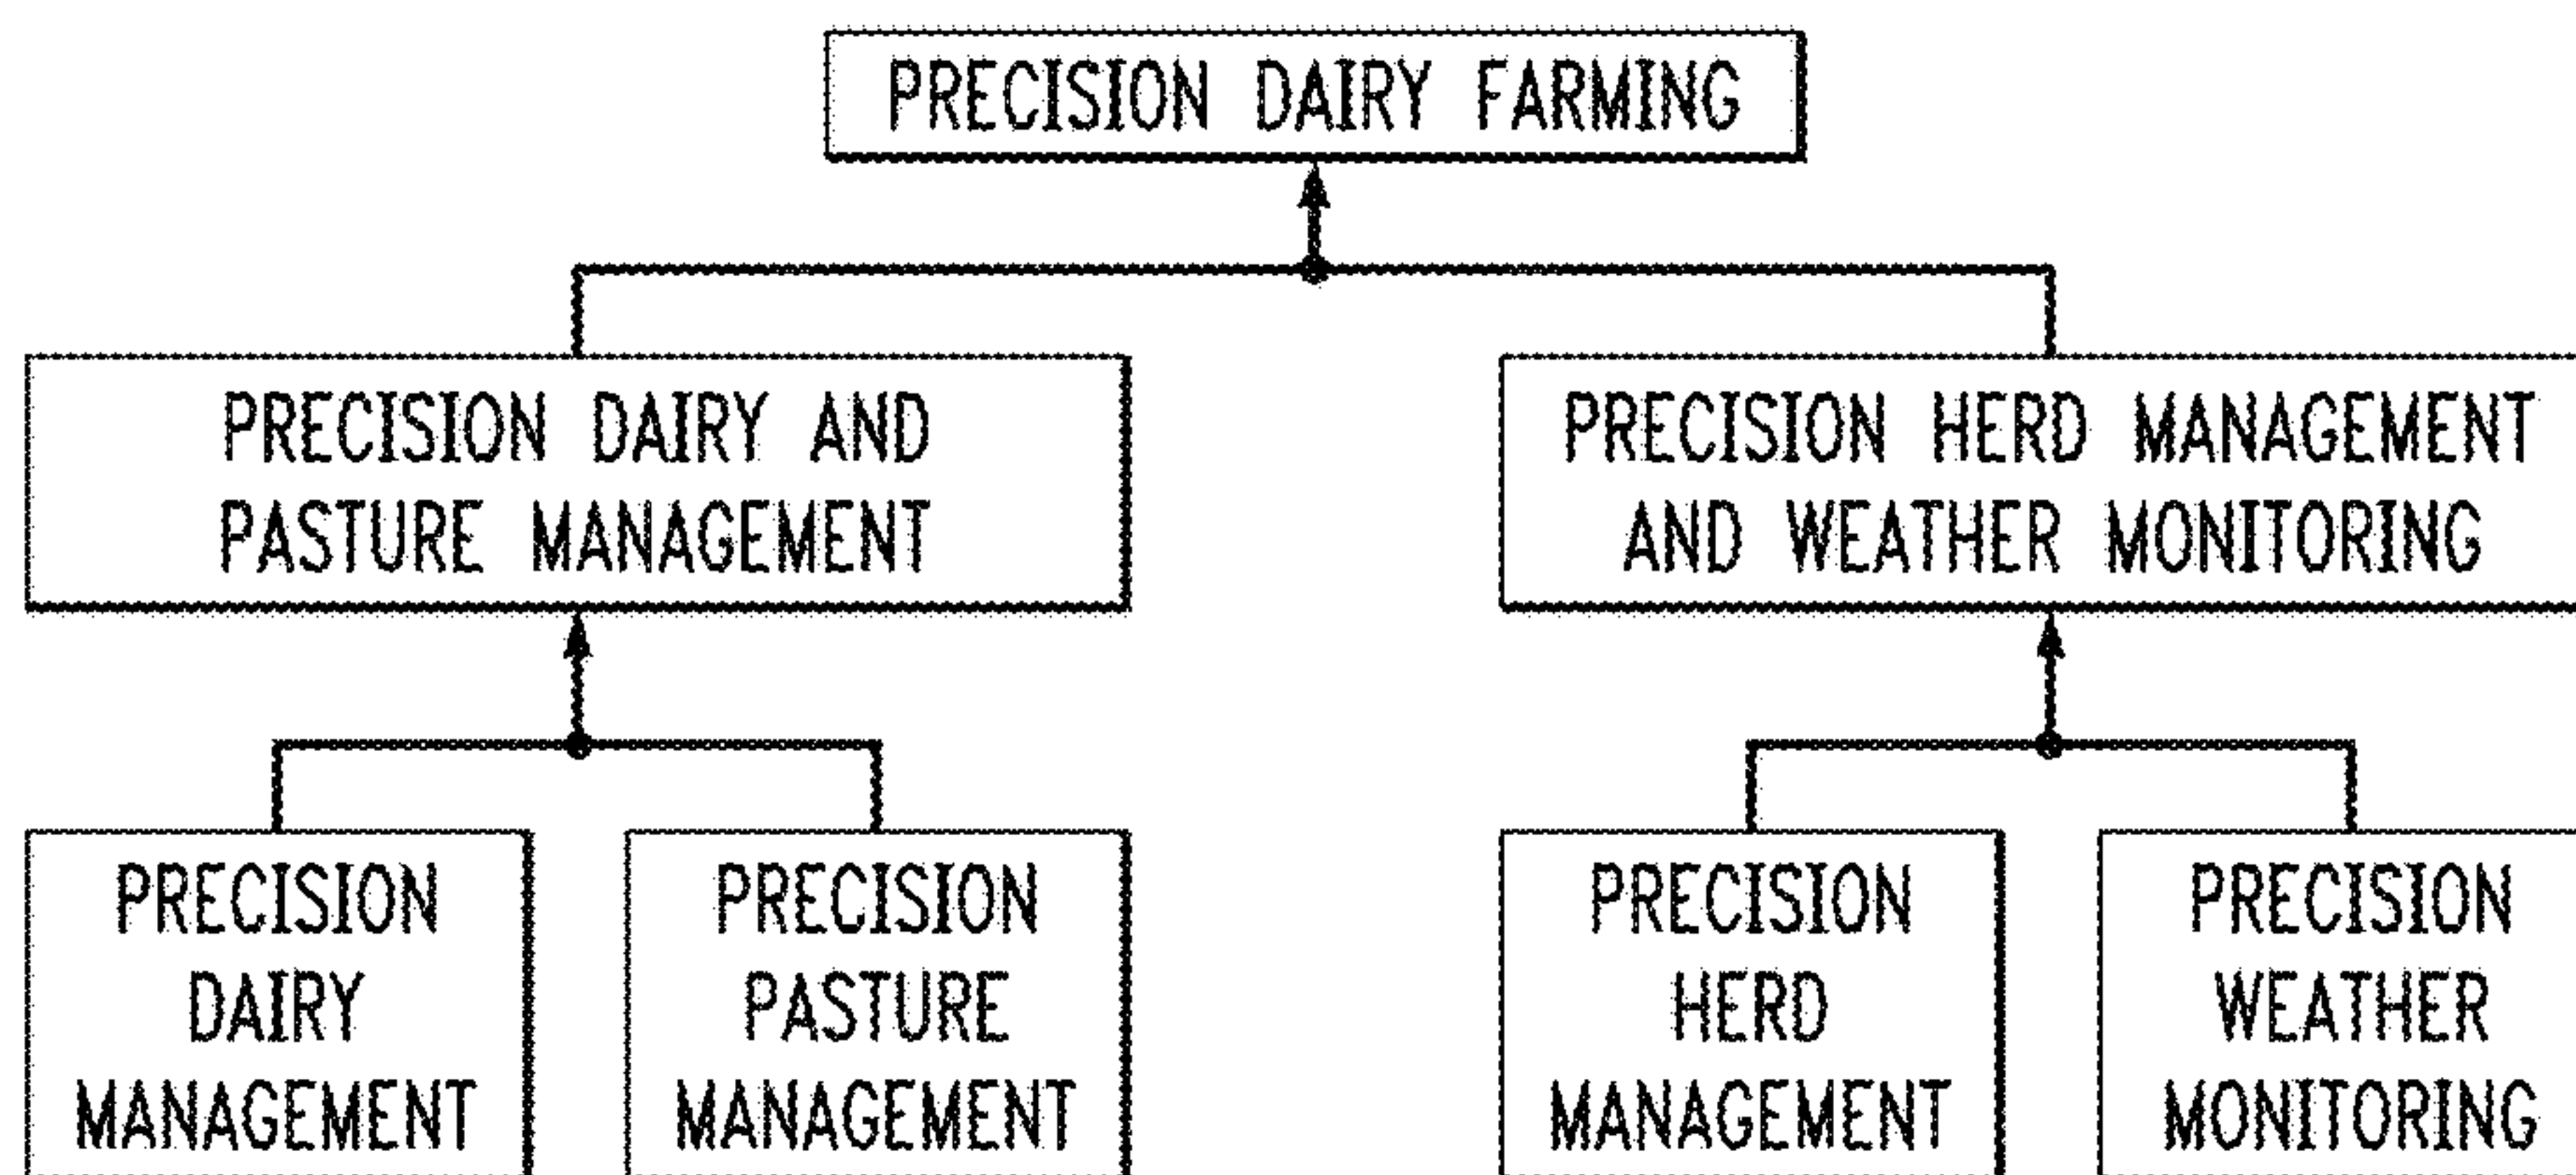 PRECISION DAIRY FARMING
PRECISION DAIRY AND
PASTURE MANAGEMENT
PRECISION HERD MANAGEMENT
AND WEATHER MONITORING
PRECISION
DAIRY
MANAGEMENT
PRECISION
PASTURE
MANAGEMENT
PRECISION
HERD
MANAGEMENT
PRECISION
WEATHER
MONITORING